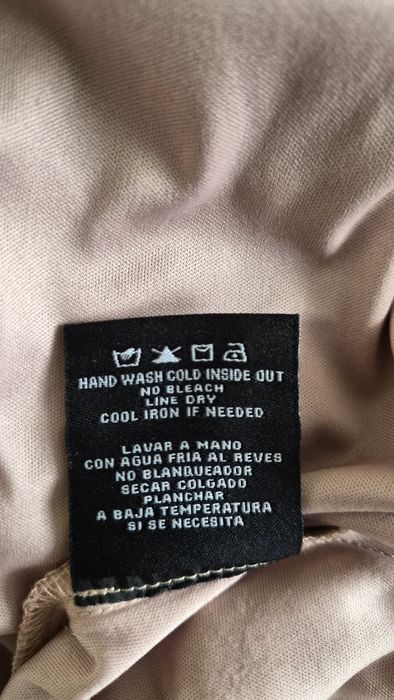 HAND WASH COLD INSIDE OUT
NO BLEACH
LINE DRY
COOL IRON IF NEEDED
LAVAR A MANO
CON AGUA FRIA AL REVES
NO BLANQUEADOR
SECAR COLGADO
PLANCHAR
A BAJA TEMPERATURA
SI SE NECESITA